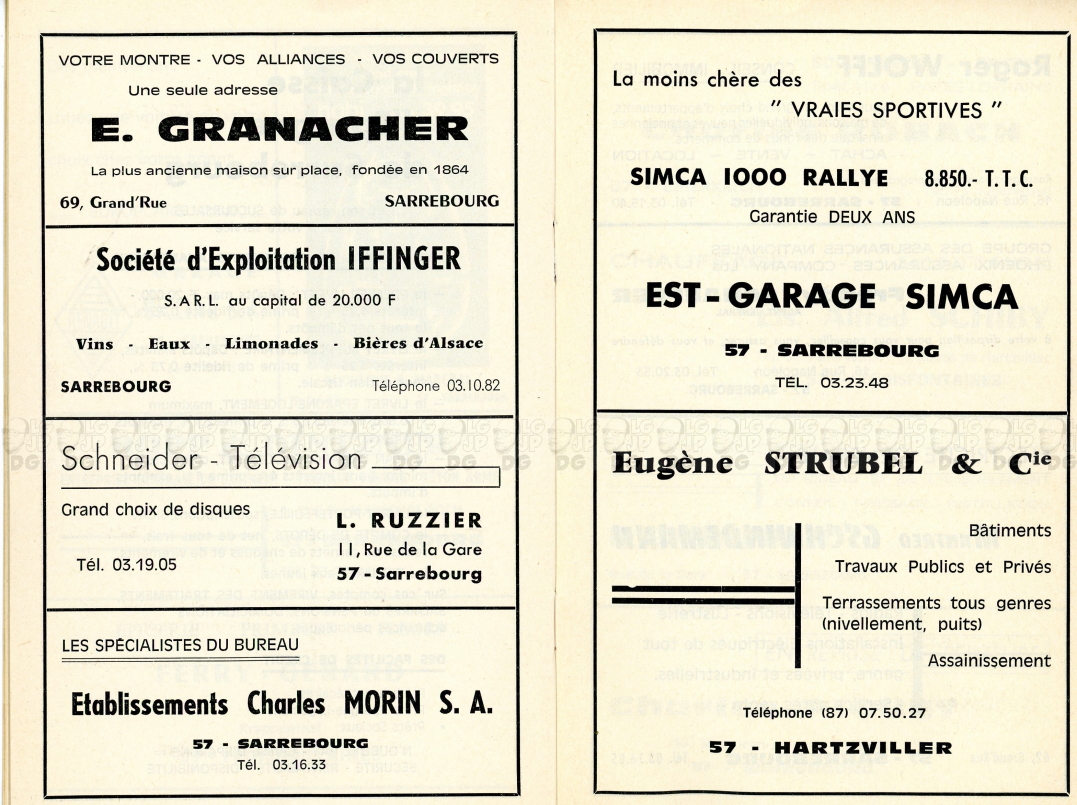 VOTRE MONTRE - VOS ALLIANCES - VOS COUVERTS
Une seule adresse
E. GRANACHER
La plus ancienne maison sur place, fondée en 1864
69, Grand'Rue SARREBOURG
Société d'Exploitation IFFINGER
S.A.R.L. au capital de 20.000 F
Vins - Eaux - Limonades - Bières d'Alsace
SARREBOURG Téléphone 03.10.82
Schneider - Télévision
Grand choix de disques
L. RUZZIER
Tél. 03.19.05
11, Rue de la Gare
57 - Sarrebourg
LES SPÉCIALISTES DU BUREAU
Etablissements Charles MORIN S. A.
57 - SARREBOURG
Tél. 03.16.33
La moins chère des
" VRAIES SPORTIVES "
SIMCA 1000 RALLYE 8.850.- T.T.C.
Garantie DEUX ANS
EST - GARAGE SIMCA
57 - SARREBOURG
TÉL. 03.23.48
Eugène STRUBEL & Cie
Bâtiments
Travaux Publics et Privés
Terrassements tous genres
(nivellement, puits)
Assainissement
Téléphone (87) 07.50.27
57 - HARTZVILLER